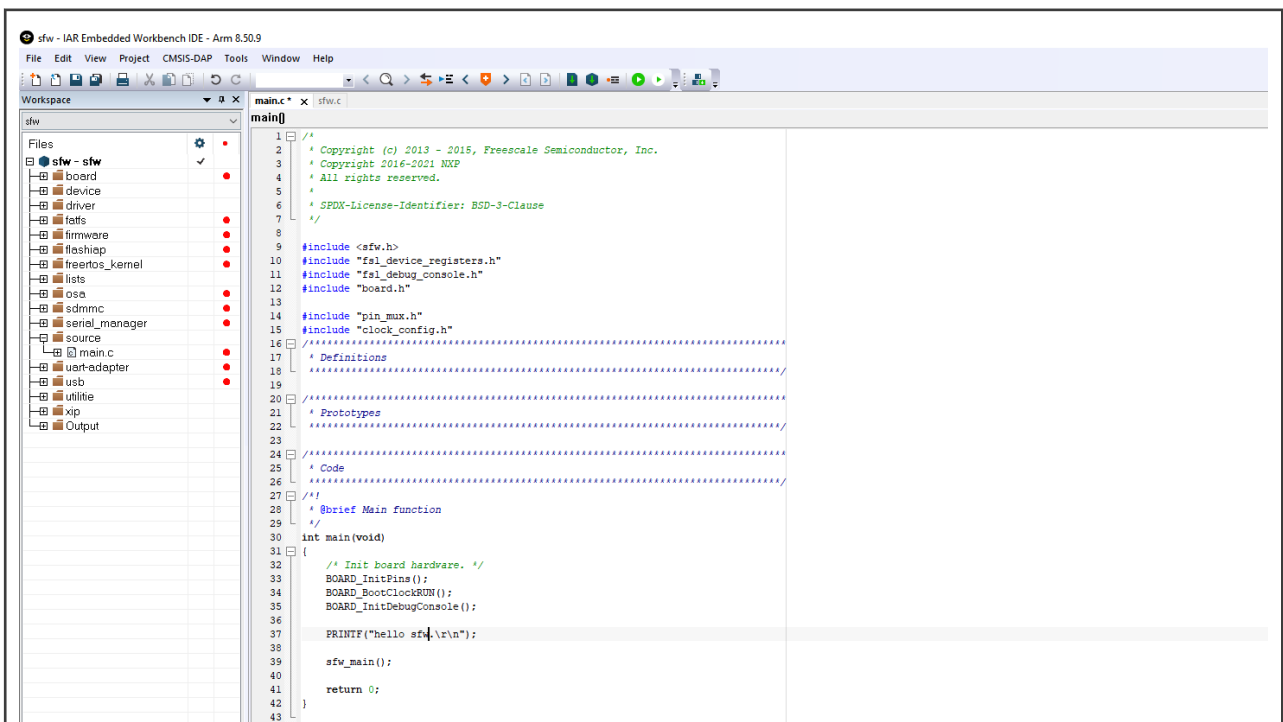 sfw - IAR Embedded Workbench IDE - Arm 8.50.9
File Edit View Project CMSIS-DAP Tools Window Help
Workspace
main.c * x sfw.c
sfw
main()
Files
sfw - sfw
board
device
driver
fatfs
firmware
flashiap
freertos_kernel
lists
osa
sdmmc
serial_manager
source
main.c
uart-adapter
usb
utilitie
xip
Output
1 /*
2 * Copyright (c) 2013 - 2015, Freescale Semiconductor, Inc.
3 * Copyright 2016-2021 NXP
4 * All rights reserved.
5 *
6 * SPDX-License-Identifier: BSD-3-Clause
7 */
8
9 #include <sfw.h>
10 #include "fsl_device_registers.h"
11 #include "fsl_debug_console.h"
12 #include "board.h"
13
14 #include "pin_mux.h"
15 #include "clock_config.h"
16 /*******************************************************************************
17 * Definitions
18 ******************************************************************************/
19
20 /*******************************************************************************
21 * Prototypes
22 ******************************************************************************/
23
24 /*******************************************************************************
25 * Code
26 ******************************************************************************/
27 /*!
28 * @brief Main function
29 */
30 int main(void)
31 {
32 /* Init board hardware. */
33 BOARD_InitPins();
34 BOARD_BootClockRUN();
35 BOARD_InitDebugConsole();
36
37 PRINTF("hello sfw.\r\n");
38
39 sfw_main();
40
41 return 0;
42 }
43